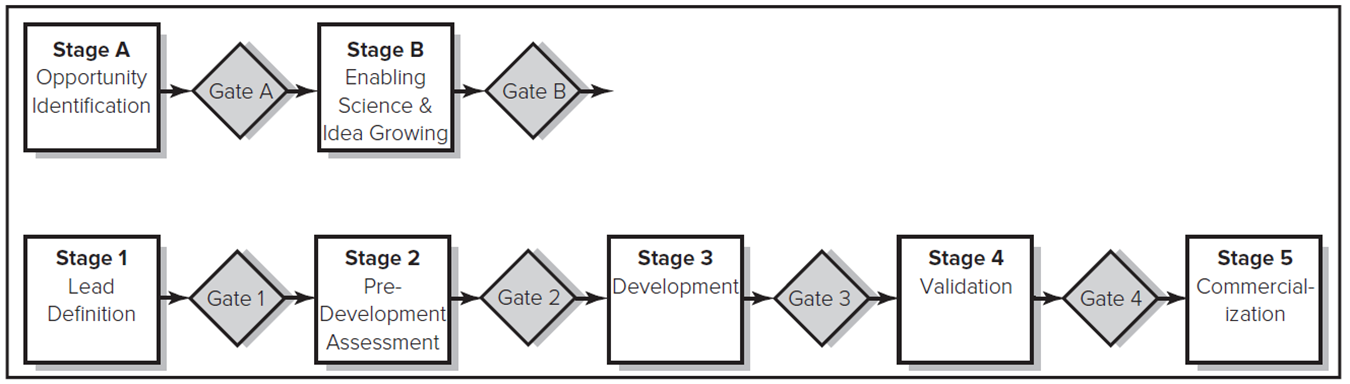 Stage A
Opportunity
Identification
Gate A
Stage B
Enabling
Science &
Idea Growing
Gate B
Stage 1
Lead
Definition
Gate 1
Stage 2
Pre-
Development
Assessment
Gate 2
Stage 3
Development
Gate 3
Stage 4
Validation
Gate 4
Stage 5
Commercial-
ization